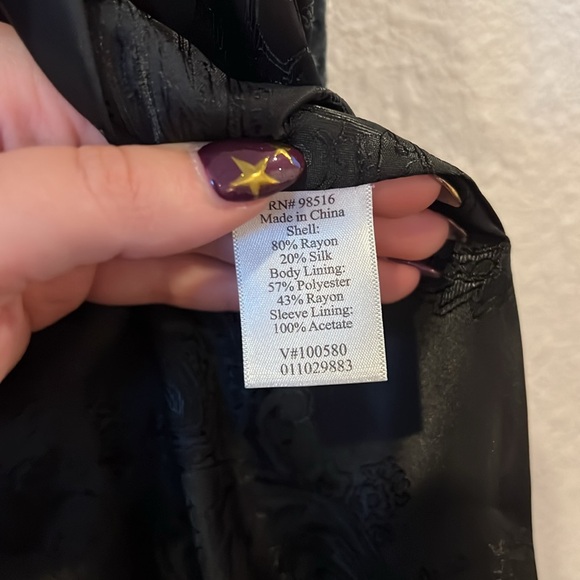 RN# 98516
Made in China
Shell:
80% Rayon
20% Silk
Body Lining:
57% Polyester
43% Rayon
Sleeve Lining:
100% Acetate
V#100580
011029883